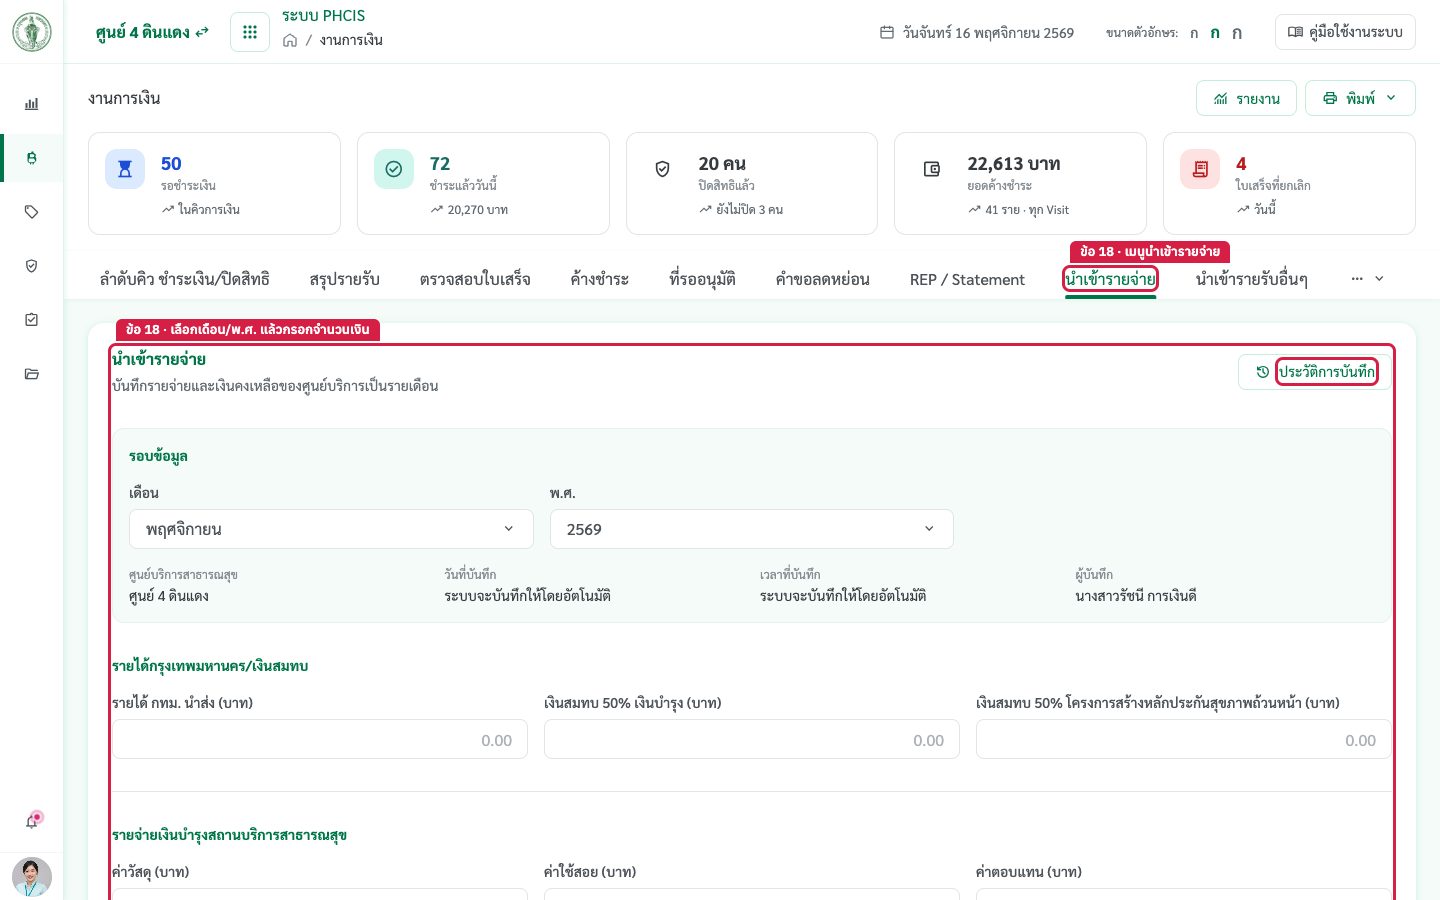 ศูนย์ 4 ดินแดง
ระบบ PHCIS
/ งานการเงิน
วันจันทร์ 16 พฤศจิกายน 2569
ขนาดตัวอักษร: ก ก ก
คู่มือใช้งานระบบ
งานการเงิน
รายงาน
พิมพ์
50
รอชำระเงิน
ในคิวการเงิน
72
ชำระแล้ววันนี้
20,270 บาท
20 คน
ปิดสิทธิแล้ว
ยังไม่ปิด 3 คน
22,613 บาท
ยอดค้างชำระ
41 ราย · ทุก Visit
4
ใบเสร็จที่ยกเลิก
วันนี้
ข้อ 18 · เมนูนำเข้ารายจ่าย
ลำดับคิว ชำระเงิน/ปิดสิทธิ
สรุปรายรับ
ตรวจสอบใบเสร็จ
ค้างชำระ
ที่รออนุมัติ
คำขอลดหย่อน
REP / Statement
นำเข้ารายจ่าย
นำเข้ารายรับอื่นๆ
ข้อ 18 · เลือกเดือน/พ.ศ. แล้วกรอกจำนวนเงิน
นำเข้ารายจ่าย
บันทึกรายจ่ายและเงินคงเหลือของศูนย์บริการเป็นรายเดือน
ประวัติการบันทึก
รอบข้อมูล
เดือน
พ.ศ.
พฤศจิกายน
2569
ศูนย์บริการสาธารณสุข
วันที่บันทึก
เวลาที่บันทึก
ผู้บันทึก
ศูนย์ 4 ดินแดง
ระบบจะบันทึกให้โดยอัตโนมัติ
ระบบจะบันทึกให้โดยอัตโนมัติ
นางสาวรัชนี การเงินดี
รายได้กรุงเทพมหานคร/เงินสมทบ
รายได้ กทม. นำส่ง (บาท)
เงินสมทบ 50% เงินบำรุง (บาท)
เงินสมทบ 50% โครงการสร้างหลักประกันสุขภาพถ้วนหน้า (บาท)
0.00
0.00
0.00
รายจ่ายเงินบำรุงสถานบริการสาธารณสุข
ค่าวัสดุ (บาท)
ค่าใช้สอย (บาท)
ค่าตอบแทน (บาท)